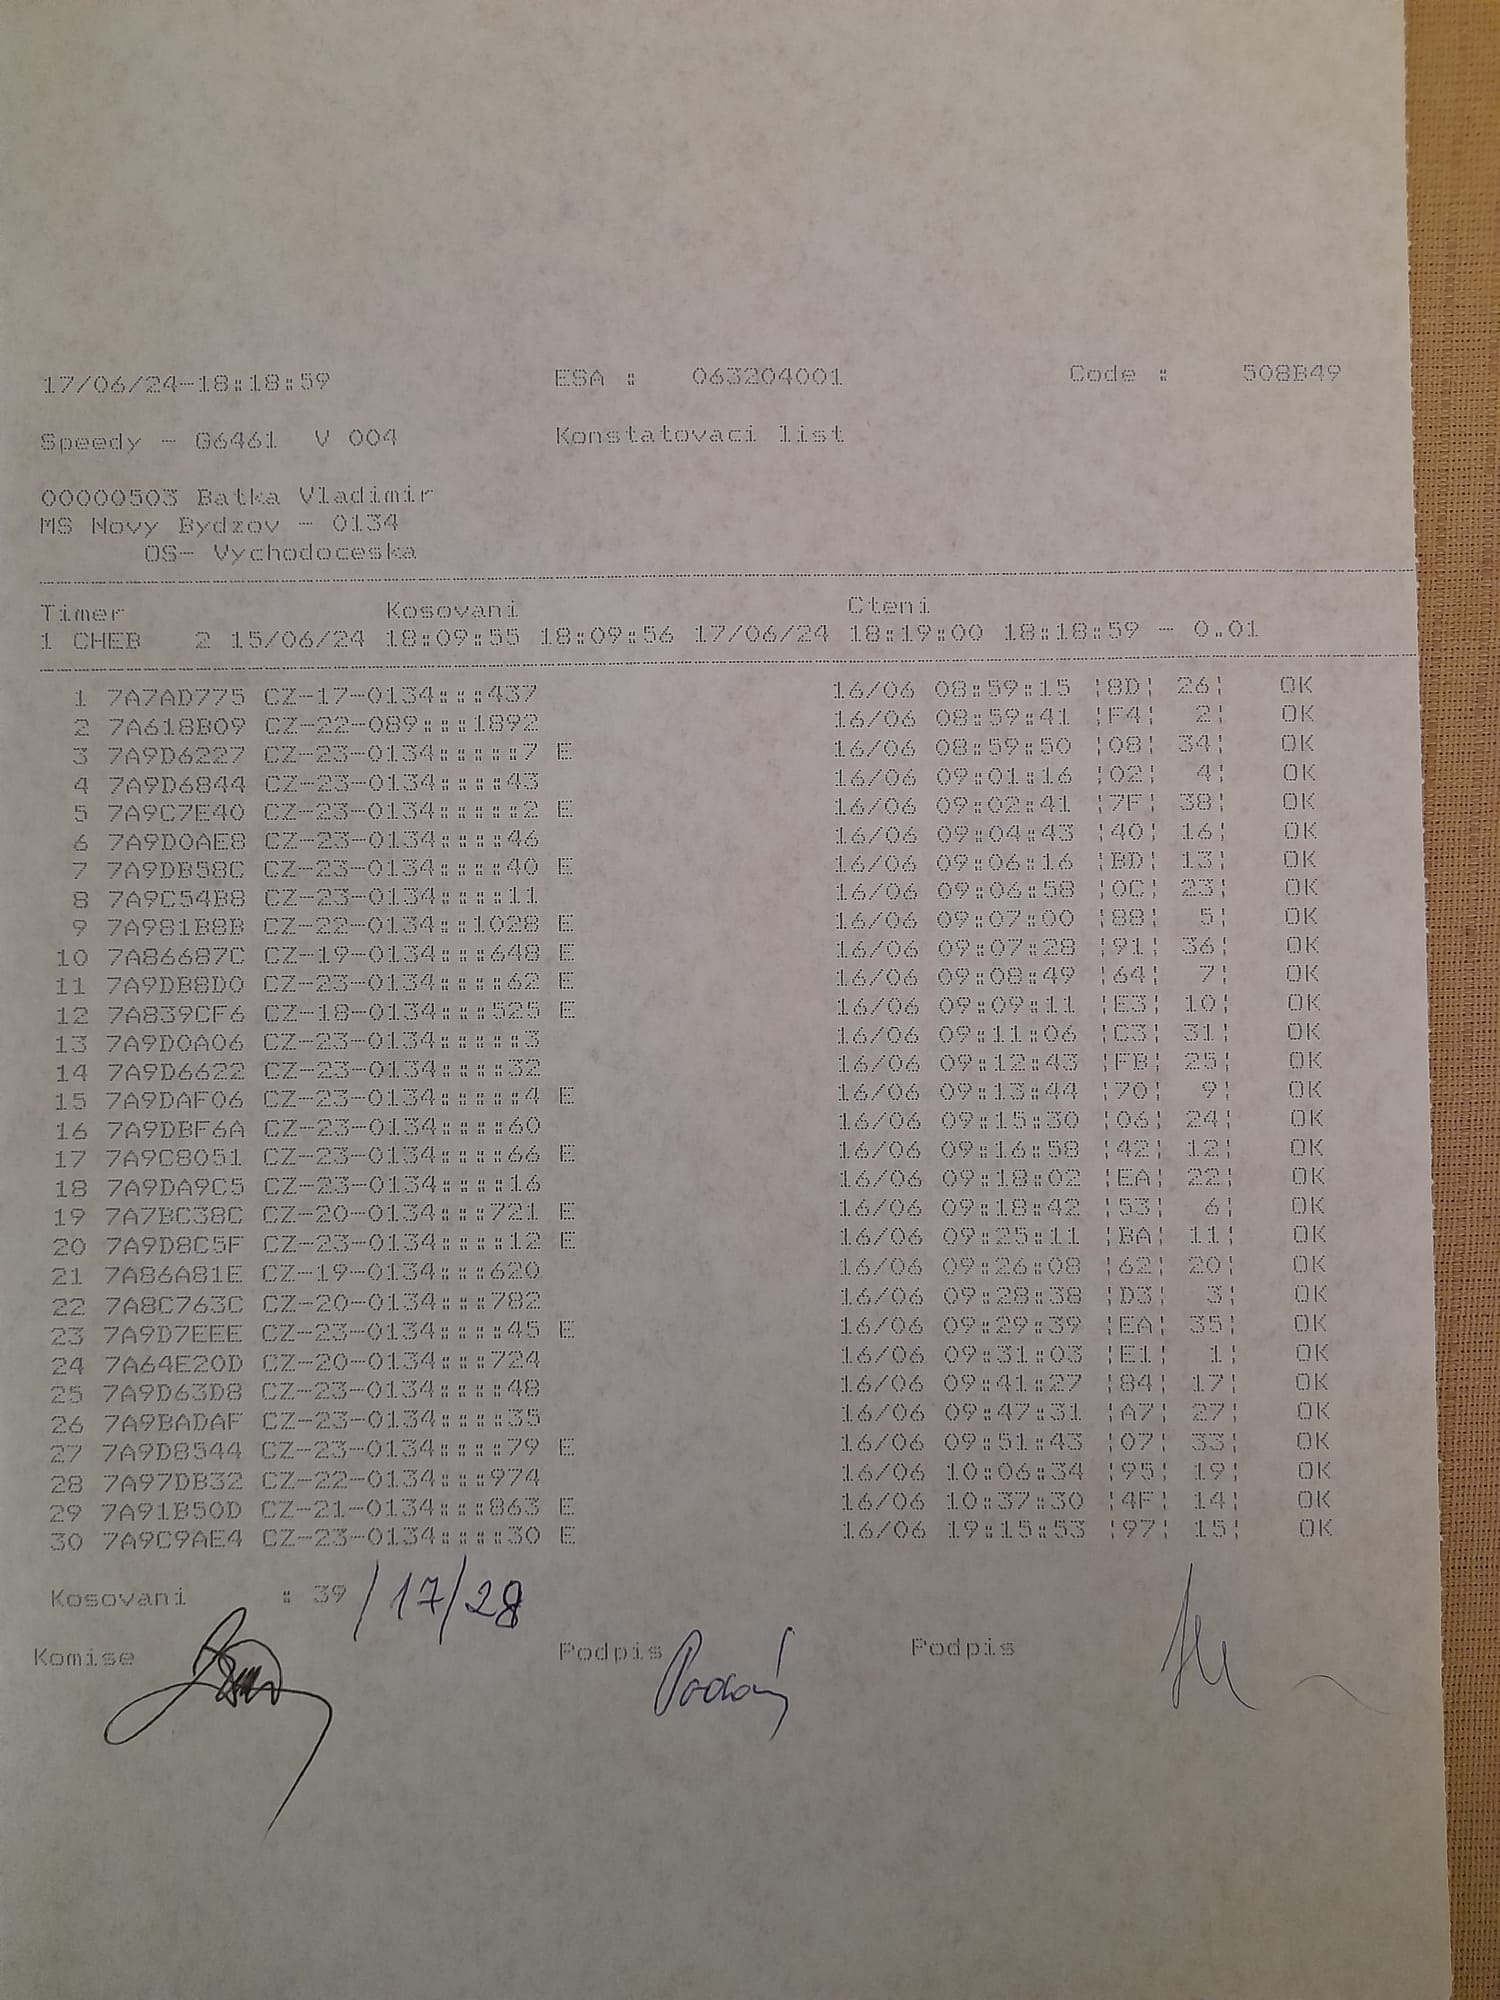 17/06/24-18:18:59 ESA : 063204001 Code : 508B49
Speedy - G6461 V 004 Konstatovaci list
00000503 Batka Vladimir
MS Novy Bydzov - 0134
OS- Vychodoceska
Timer Kosovani Cteni
1 CHEB 2 15/06/24 18:09:55 18:09:56 17/06/24 18:19:00 18:18:59 - 0.01
1 7A7AD775 CZ-17-0134:::437 16/06 08:59:15 ¦8D¦ 26¦ OK
2 7A618B09 CZ-22-089:::1892 16/06 08:59:41 ¦F4¦ 2¦ OK
3 7A9D6227 CZ-23-0134:::::7 E 16/06 08:59:50 ¦08¦ 34¦ OK
4 7A9D6844 CZ-23-0134::::43 16/06 09:01:16 ¦02¦ 4¦ OK
5 7A9C7E40 CZ-23-0134:::::2 E 16/06 09:02:41 ¦7F¦ 38¦ OK
6 7A9D0AE8 CZ-23-0134::::46 16/06 09:04:43 ¦40¦ 16¦ OK
7 7A9DB58C CZ-23-0134::::40 E 16/06 09:06:16 ¦BD¦ 13¦ OK
8 7A9C54B8 CZ-23-0134::::11 16/06 09:06:58 ¦0C¦ 23¦ OK
9 7A981B8B CZ-22-0134::1028 E 16/06 09:07:00 ¦88¦ 5¦ OK
10 7A86687C CZ-19-0134:::648 E 16/06 09:07:28 ¦91¦ 36¦ OK
11 7A9DB8D0 CZ-23-0134::::62 E 16/06 09:08:49 ¦64¦ 7¦ OK
12 7A839CF6 CZ-18-0134:::525 E 16/06 09:09:11 ¦E3¦ 10¦ OK
13 7A9D0A06 CZ-23-0134:::::3 16/06 09:11:06 ¦C3¦ 31¦ OK
14 7A9D6622 CZ-23-0134::::32 16/06 09:12:43 ¦FB¦ 25¦ OK
15 7A9DAF06 CZ-23-0134:::::4 E 16/06 09:13:44 ¦70¦ 9¦ OK
16 7A9DBF6A CZ-23-0134::::60 16/06 09:15:30 ¦06¦ 24¦ OK
17 7A9C8051 CZ-23-0134::::66 E 16/06 09:16:58 ¦42¦ 12¦ OK
18 7A9DA9C5 CZ-23-0134::::16 16/06 09:18:02 ¦EA¦ 22¦ OK
19 7A7BC38C CZ-20-0134:::721 E 16/06 09:18:42 ¦53¦ 6¦ OK
20 7A9D8C5F CZ-23-0134::::12 E 16/06 09:25:11 ¦BA¦ 11¦ OK
21 7A86A81E CZ-19-0134:::620 16/06 09:26:08 ¦62¦ 20¦ OK
22 7A8C763C CZ-20-0134:::782 16/06 09:28:38 ¦D3¦ 3¦ OK
23 7A9D7EEE CZ-23-0134::::45 E 16/06 09:29:39 ¦EA¦ 35¦ OK
24 7A64E20D CZ-20-0134:::724 16/06 09:31:03 ¦E1¦ 1¦ OK
25 7A9D63D8 CZ-23-0134::::48 16/06 09:41:27 ¦84¦ 17¦ OK
26 7A9BADAF CZ-23-0134::::35 16/06 09:47:31 ¦A7¦ 27¦ OK
27 7A9D8544 CZ-23-0134::::79 E 16/06 09:51:43 ¦07¦ 33¦ OK
28 7A97DB32 CZ-22-0134:::974 16/06 10:06:34 ¦95¦ 19¦ OK
29 7A91B50D CZ-21-0134:::863 E 16/06 10:37:30 ¦4F¦ 14¦ OK
30 7A9C9AE4 CZ-23-0134::::30 E 16/06 19:15:53 ¦97¦ 15¦ OK
Kosovani : 39 /17/28
Komise Podpis Podpis